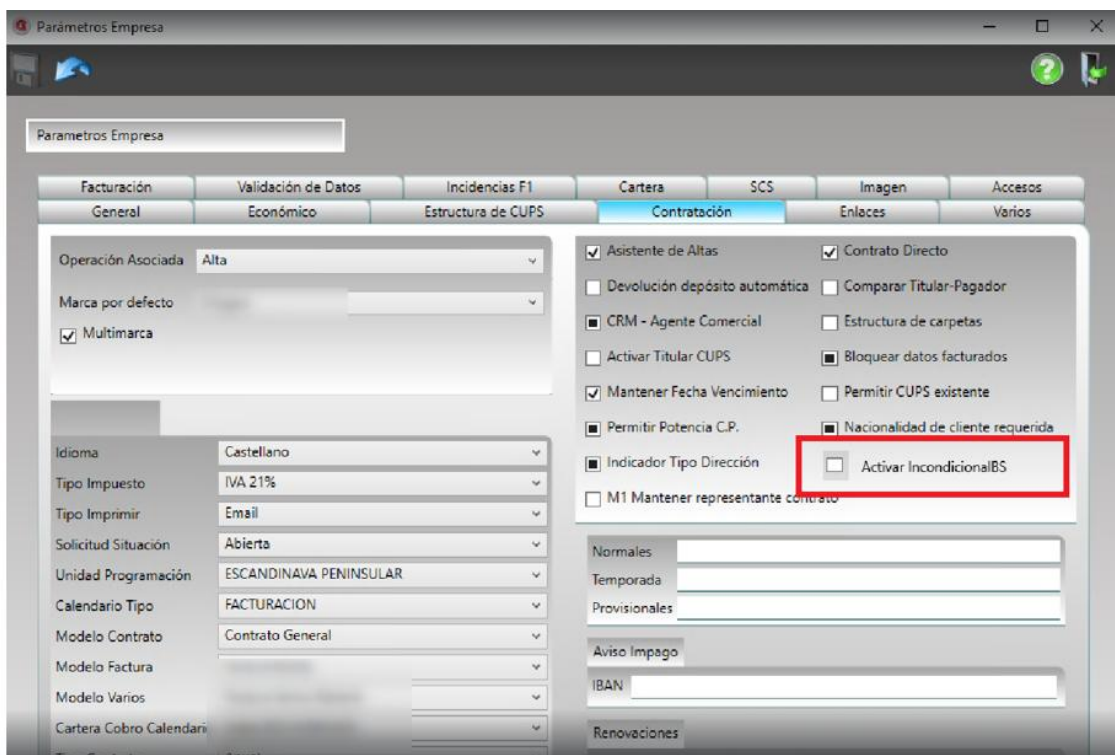 Parámetros Empresa
Parametros Empresa
Facturación Validación de Datos Incidencias F1 Cartera SCS Imagen Accesos
General Económico Estructura de CUPS Contratación Enlaces Varios
Operación Asociada Alta
Marca por defecto
Multimarca
Idioma Castellano
Tipo Impuesto IVA 21%
Tipo Imprimir Email
Solicitud Situación Abierta
Unidad Programación ESCANDINAVA PENINSULAR
Calendario Tipo FACTURACION
Modelo Contrato Contrato General
Modelo Factura
Modelo Varios
Cartera Cobro Calendari
Asistente de Altas Contrato Directo
Devolución depósito automática Comparar Titular-Pagador
CRM - Agente Comercial Estructura de carpetas
Activar Titular CUPS Bloquear datos facturados
Mantener Fecha Vencimiento Permitir CUPS existente
Permitir Potencia C.P. Nacionalidad de cliente requerida
Indicador Tipo Dirección Activar IncondicionalBS
M1 Mantener representante contrato
Normales
Temporada
Provisionales
Aviso Impago
IBAN
Renovaciones